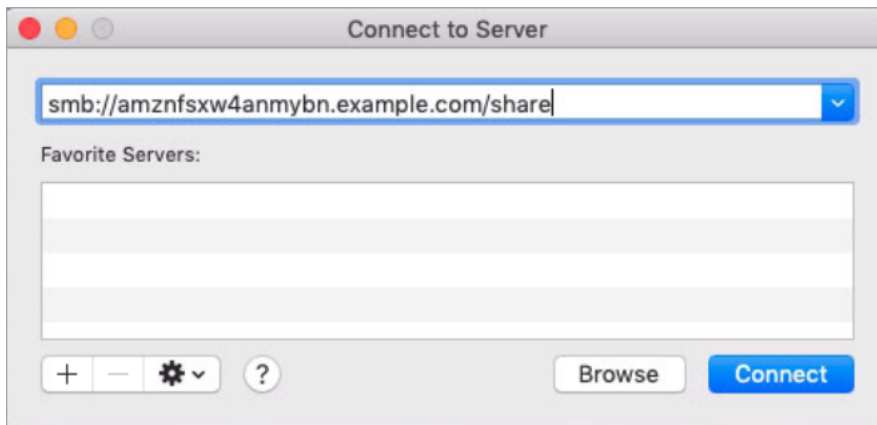 Connect to Server
smb://amznfsxw4anmybn.example.com/share
Favorite Servers:
?
Browse
Connect